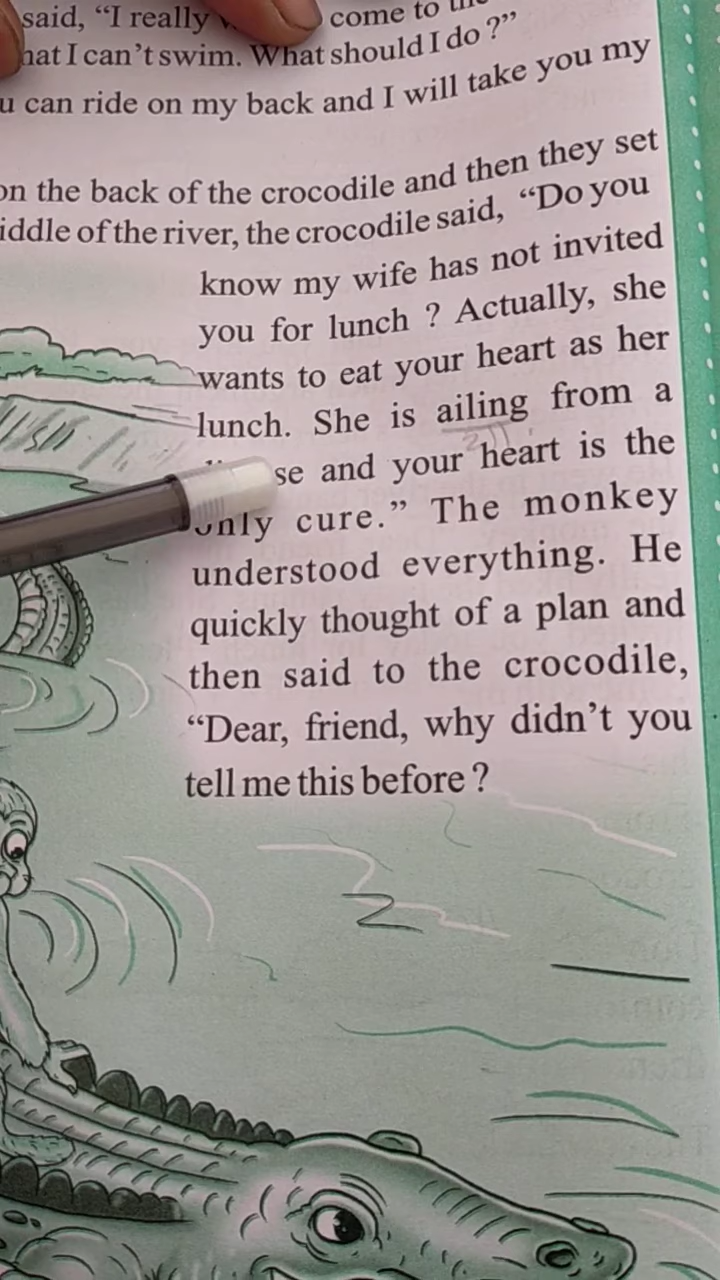 said, “I really come to
hat I can’t swim. What should I do ?”
u can ride on my back and I will take you my
on the back of the crocodile and then they set
iddle of the river, the crocodile said, “Do you
know my wife has not invited
you for lunch ? Actually, she
wants to eat your heart as her
lunch. She is ailing from a
se and your heart is the
only cure.” The monkey
understood everything. He
quickly thought of a plan and
then said to the crocodile,
“Dear, friend, why didn’t you
tell me this before ?